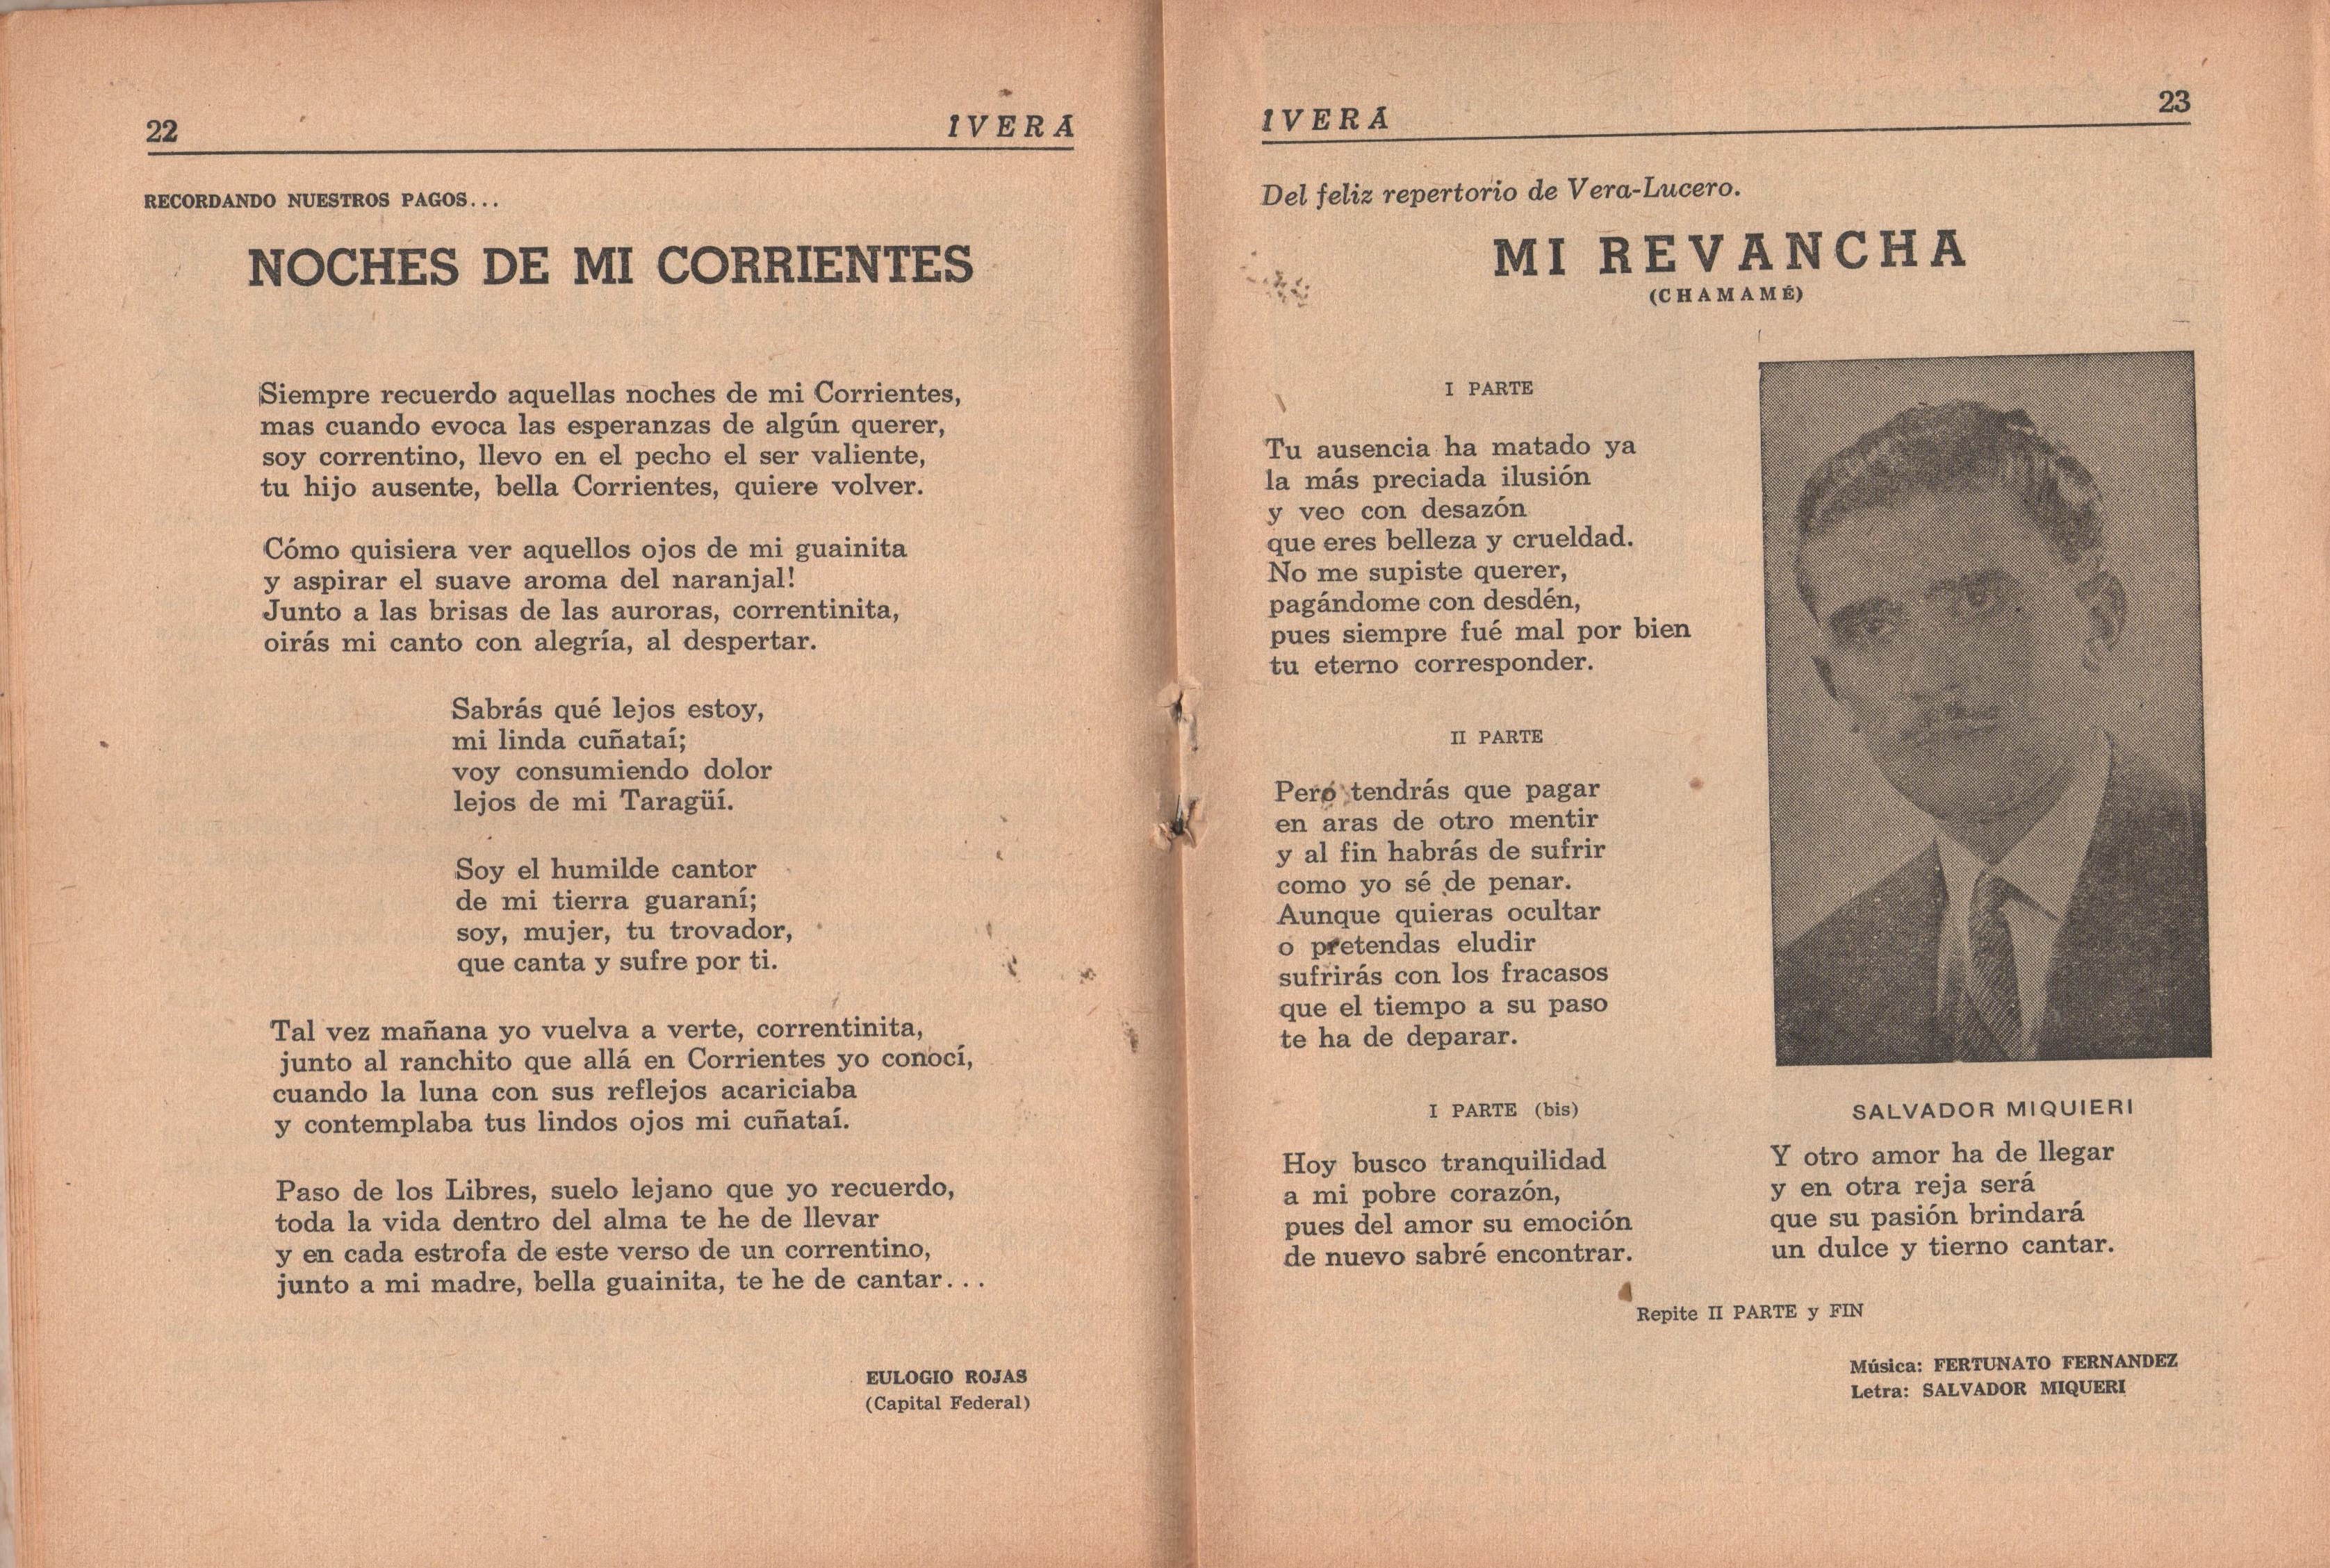 22 IVERA
RECORDANDO NUESTROS PAGOS...
NOCHES DE MI CORRIENTES
Siempre recuerdo aquellas noches de mi Corrientes,
mas cuando evoca las esperanzas de algún querer,
soy correntino, llevo en el pecho el ser valiente,
tu hijo ausente, bella Corrientes, quiere volver.
Cómo quisiera ver aquellos ojos de mi guainita
y aspirar el suave aroma del naranjal!
Junto a las brisas de las auroras, correntinita,
oirás mi canto con alegría, al despertar.
Sabrás qué lejos estoy,
mi linda cuñataí;
voy consumiendo dolor
lejos de mi Taragüí.
Soy el humilde cantor
de mi tierra guaraní;
soy, mujer, tu trovador,
que canta y sufre por ti.
Tal vez mañana yo vuelva a verte, correntinita,
junto al ranchito que allá en Corrientes yo conocí,
cuando la luna con sus reflejos acariciaba
y contemplaba tus lindos ojos mi cuñataí.
Paso de los Libres, suelo lejano que yo recuerdo,
toda la vida dentro del alma te he de llevar
y en cada estrofa de este verso de un correntino,
junto a mi madre, bella guainita, te he de cantar...
EULOGIO ROJAS
(Capital Federal)
IVERA 23
Del feliz repertorio de Vera-Lucero.
MI REVANCHA
(CHAMAMÉ)
I PARTE
Tu ausencia ha matado ya
la más preciada ilusión
y veo con desazón
que eres belleza y crueldad.
No me supiste querer,
pagándome con desdén,
pues siempre fué mal por bien
tu eterno corresponder.
II PARTE
Pero tendrás que pagar
en aras de otro mentir
y al fin habrás de sufrir
como yo sé de penar.
Aunque quieras ocultar
o pretendas eludir
sufrirás con los fracasos
que el tiempo a su paso
te ha de deparar.
I PARTE (bis)
Hoy busco tranquilidad
a mi pobre corazón,
pues del amor su emoción
de nuevo sabré encontrar.
SALVADOR MIQUIERI
Y otro amor ha de llegar
y en otra reja será
que su pasión brindará
un dulce y tierno cantar.
Repite II PARTE y FIN
Música: FERTUNATO FERNANDEZ
Letra: SALVADOR MIQUERI